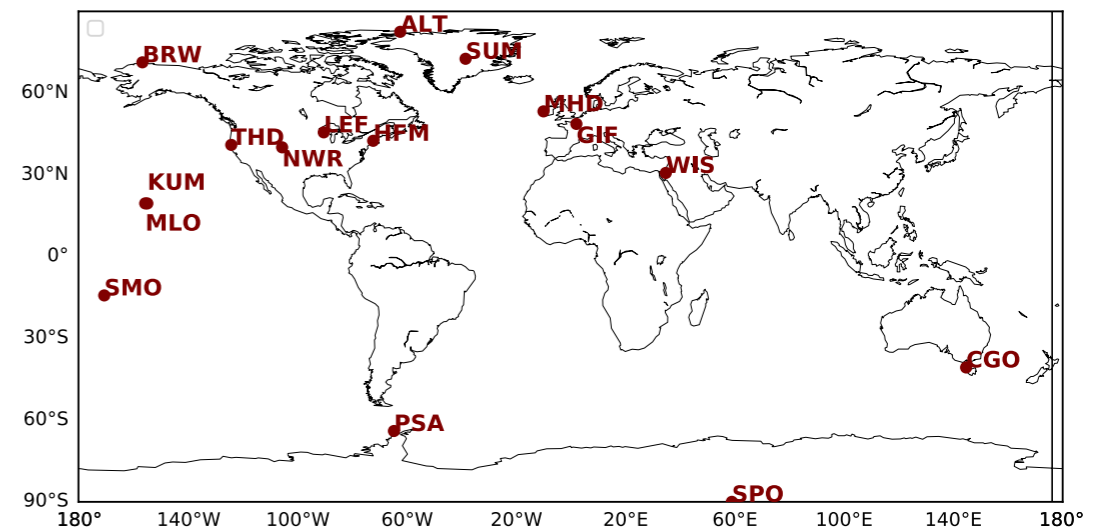 ALT
SUM
BRW
60°N
MHD
LEF
HFM
THD
GIF
NWR
30°N
WIS
KUM
MLO
0°
SMO
30°S
CGO
60°S
PSA
90°S
SPO
180° 140°W 100°W 60°W 20°W 20°E 60°E 100°E 140°E 180°